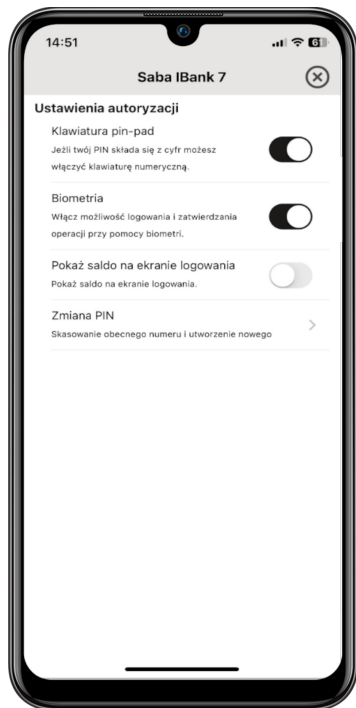 14:51
Saba IBank 7
Ustawienia autoryzacji
Klawiatura pin-pad
Jeżli twój PIN składa się z cyfr możesz
włączyć klawiaturę numeryczną.
Biometria
Włącz możliwość logowania i zatwierdzania
operacji przy pomocy biometri.
Pokaż saldo na ekranie logowania
Pokaż saldo na ekranie logowania.
Zmiana PIN
Skasowanie obecnego numeru i utworzenie nowego